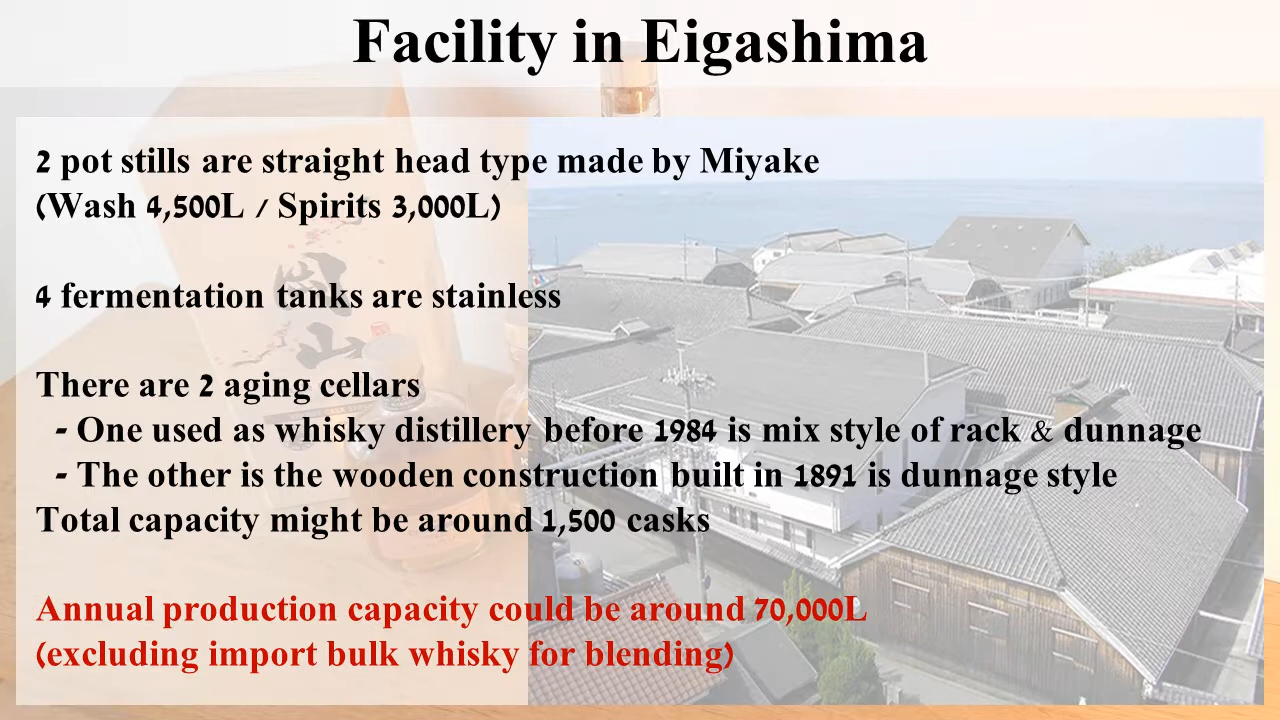 Facility in Eigashima
2 pot stills are straight head type made by Miyake
(Wash 4,500L / Spirits 3,000L)
4 fermentation tanks are stainless
There are 2 aging cellars
- One used as whisky distillery before 1984 is mix style of rack & dunnage
- The other is the wooden construction built in 1891 is dunnage style
Total capacity might be around 1,500 casks
Annual production capacity could be around 70,000L
(excluding import bulk whisky for blending)